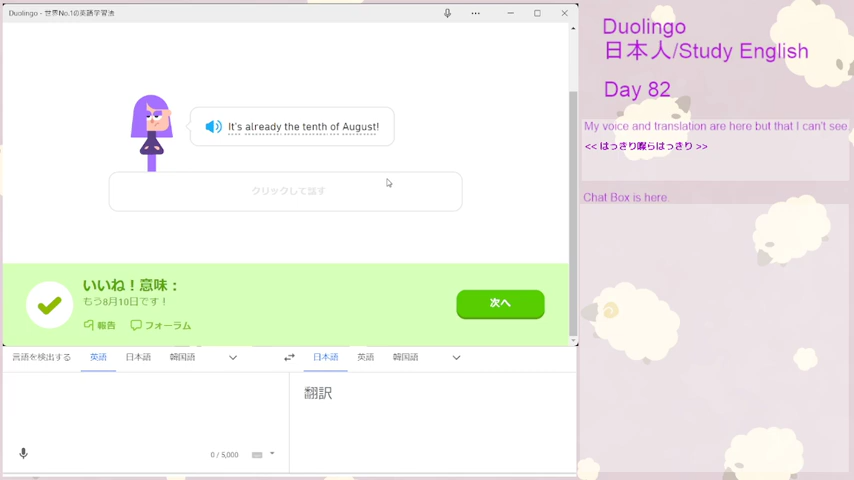 Duolingo - 世界No.1の英語学習法
It's already the tenth of August!
クリックして話す
いいね！意味：
もう8月10日です！
次へ
報告 フォーラム
言語を検出する 英語 日本語 韓国語 日本語 英語 韓国語
翻訳
0 / 5,000
Duolingo
日本人/Study English
Day 82
My voice and translation are here but that I can't see.
<< はっきり喋らはっきり >>
Chat Box is here.